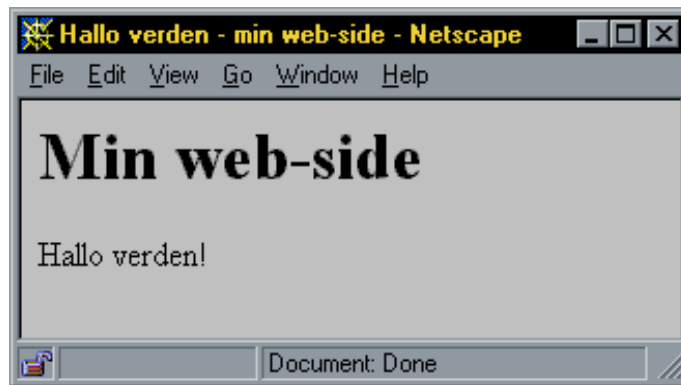 Hallo verden - min web-side - Netscape
File Edit View Go Window Help
Min web-side
Hallo verden!
Document: Done